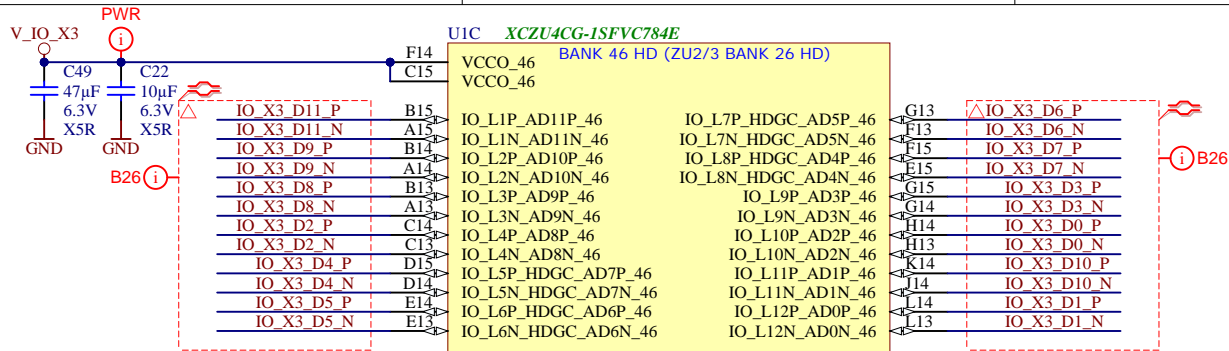 PWR
V_IO_X3
i
U1C XCZU4CG-1SFVC784E
BANK 46 HD (ZU2/3 BANK 26 HD)
F14 VCCO_46
C15 VCCO_46
C49
47µF
6.3V
X5R
GND
C22
10µF
6.3V
X5R
GND
B26 i
IO_X3_D11_P B15 IO_L1P_AD11P_46
IO_X3_D11_N A15 IO_L1N_AD11N_46
IO_X3_D9_P B14 IO_L2P_AD10P_46
IO_X3_D9_N A14 IO_L2N_AD10N_46
IO_X3_D8_P B13 IO_L3P_AD9P_46
IO_X3_D8_N A13 IO_L3N_AD9N_46
IO_X3_D2_P C14 IO_L4P_AD8P_46
IO_X3_D2_N C13 IO_L4N_AD8N_46
IO_X3_D4_P D15 IO_L5P_HDGC_AD7P_46
IO_X3_D4_N D14 IO_L5N_HDGC_AD7N_46
IO_X3_D5_P E14 IO_L6P_HDGC_AD6P_46
IO_X3_D5_N E13 IO_L6N_HDGC_AD6N_46
IO_L7P_HDGC_AD5P_46 G13 IO_X3_D6_P
IO_L7N_HDGC_AD5N_46 F13 IO_X3_D6_N
IO_L8P_HDGC_AD4P_46 F15 IO_X3_D7_P
IO_L8N_HDGC_AD4N_46 E15 IO_X3_D7_N
IO_L9P_AD3P_46 G15 IO_X3_D3_P
IO_L9N_AD3N_46 G14 IO_X3_D3_N
IO_L10P_AD2P_46 H14 IO_X3_D0_P
IO_L10N_AD2N_46 H13 IO_X3_D0_N
IO_L11P_AD1P_46 K14 IO_X3_D10_P
IO_L11N_AD1N_46 J14 IO_X3_D10_N
IO_L12P_AD0P_46 L14 IO_X3_D1_P
IO_L12N_AD0N_46 L13 IO_X3_D1_N
i B26